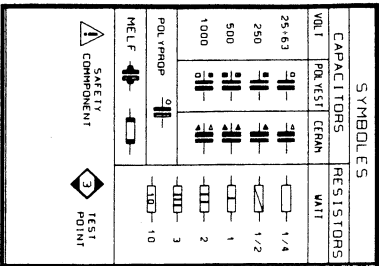 SYMBOLES
CAPACITORS RESISTORS
VOLT POLYEST CERAM WATT
25÷63 1/4
250 1/2
500 1
1000 2
POLYPROP 3
10
MELF
SAFETY
COMMPONENT
3
TEST
POINT